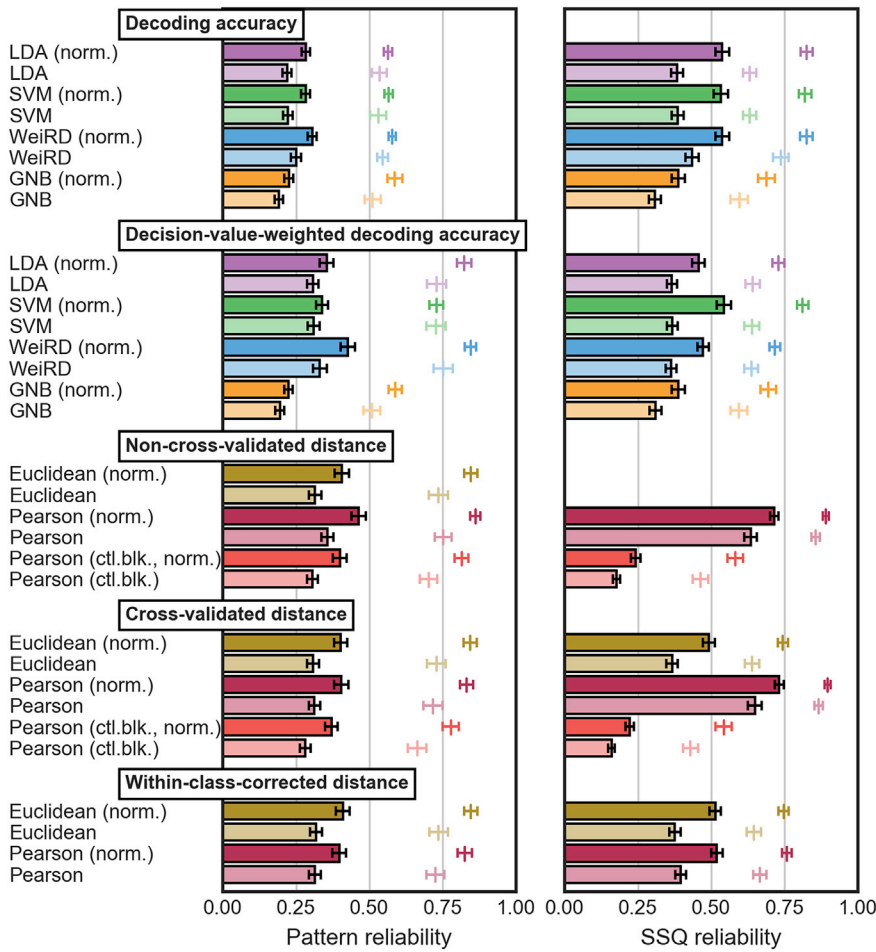 Decoding accuracy
LDA (norm.)
LDA
SVM (norm.)
SVM
WeiRD (norm.)
WeiRD
GNB (norm.)
GNB
Decision-value-weighted decoding accuracy
LDA (norm.)
LDA
SVM (norm.)
SVM
WeiRD (norm.)
WeiRD
GNB (norm.)
GNB
Non-cross-validated distance
Euclidean (norm.)
Euclidean
Pearson (norm.)
Pearson
Pearson (ctl.blk., norm.)
Pearson (ctl.blk.)
Cross-validated distance
Euclidean (norm.)
Euclidean
Pearson (norm.)
Pearson
Pearson (ctl.blk., norm.)
Pearson (ctl.blk.)
Within-class-corrected distance
Euclidean (norm.)
Euclidean
Pearson (norm.)
Pearson
0.00 0.25 0.50 0.75 1.00 0.00 0.25 0.50 0.75 1.00
Pattern reliability SSQ reliability